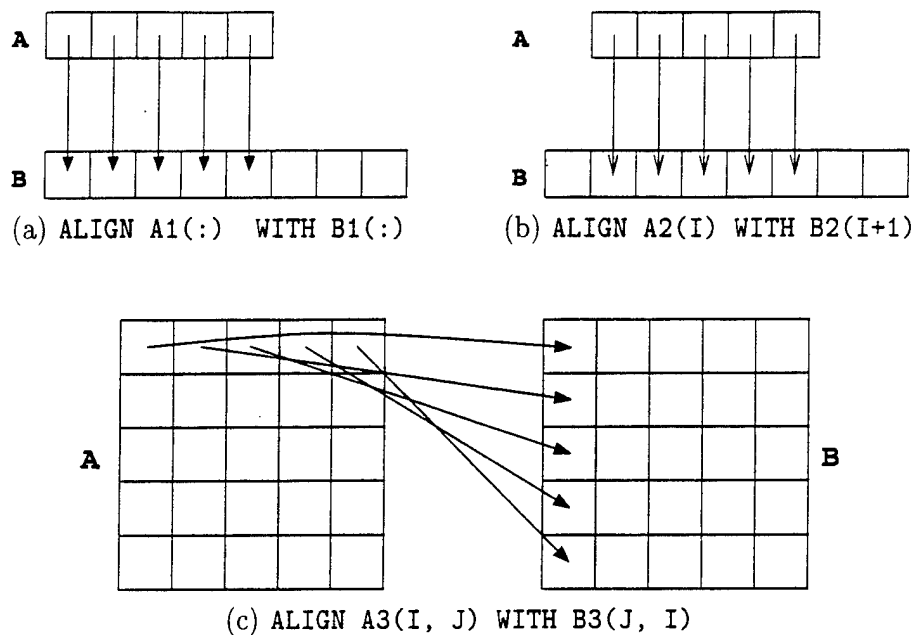 A
A
B
B
(a) ALIGN A1(:) WITH B1(:)
(b) ALIGN A2(I) WITH B2(I+1)
A
B
(c) ALIGN A3(I, J) WITH B3(J, I)